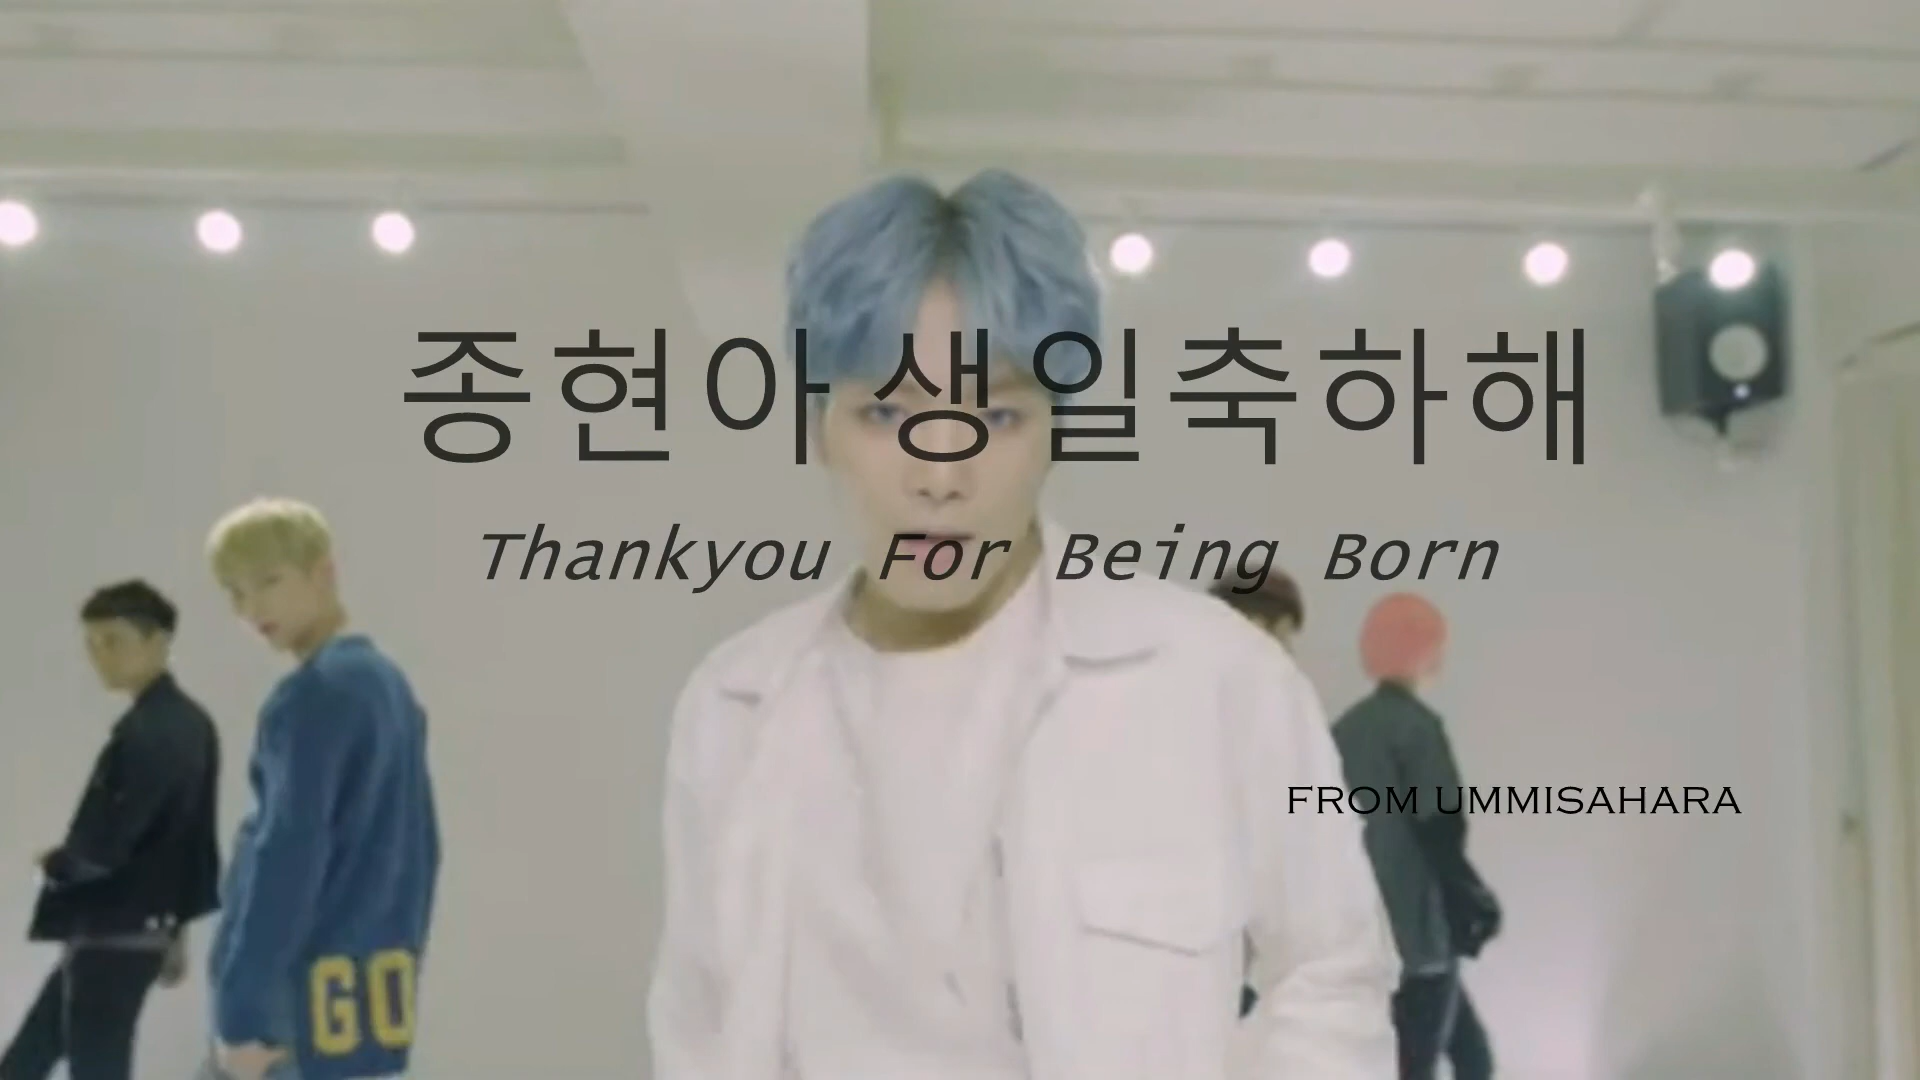 종현아 생일축하해
Thankyou For Being Born
FROM UMMISAHARA
GO